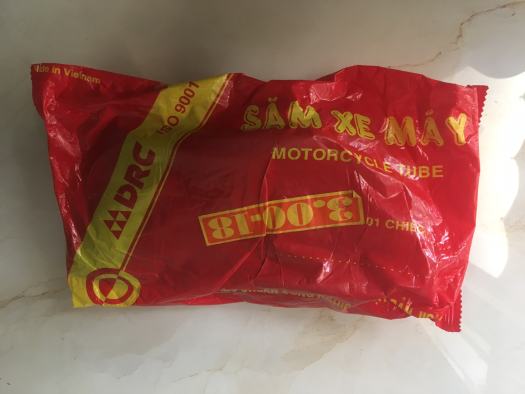 Made in Vietnam
ISO 9001
DRC
SĂM XE MÁY
MOTORCYCLE TUBE
3.00-18
01 CHIẾC